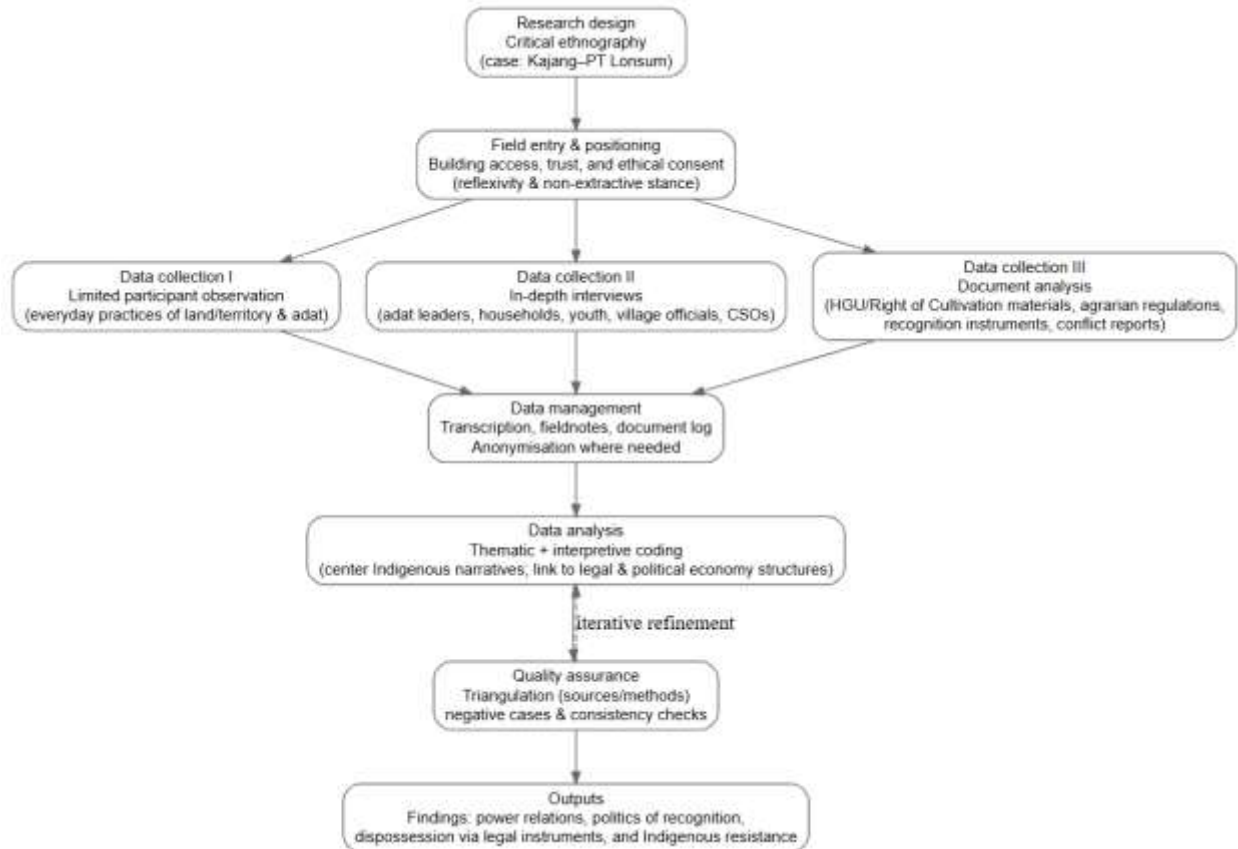 Research design
Critical ethnography
(case: Kajang–PT Lonsum)
Field entry & positioning
Building access, trust, and ethical consent
(reflexivity & non-extractive stance)
Data collection I
Limited participant observation
(everyday practices of land/territory & adat)
Data collection II
In-depth interviews
(adat leaders, households, youth, village officials, CSOs)
Data collection III
Document analysis
(HGU/Right of Cultivation materials, agrarian regulations,
recognition instruments, conflict reports)
Data management
Transcription, fieldnotes, document log
Anonymisation where needed
Data analysis
Thematic + interpretive coding
(center Indigenous narratives; link to legal & political economy structures)
iterative refinement
Quality assurance
Triangulation (sources/methods)
negative cases & consistency checks
Outputs
Findings: power relations, politics of recognition,
dispossession via legal instruments, and Indigenous resistance